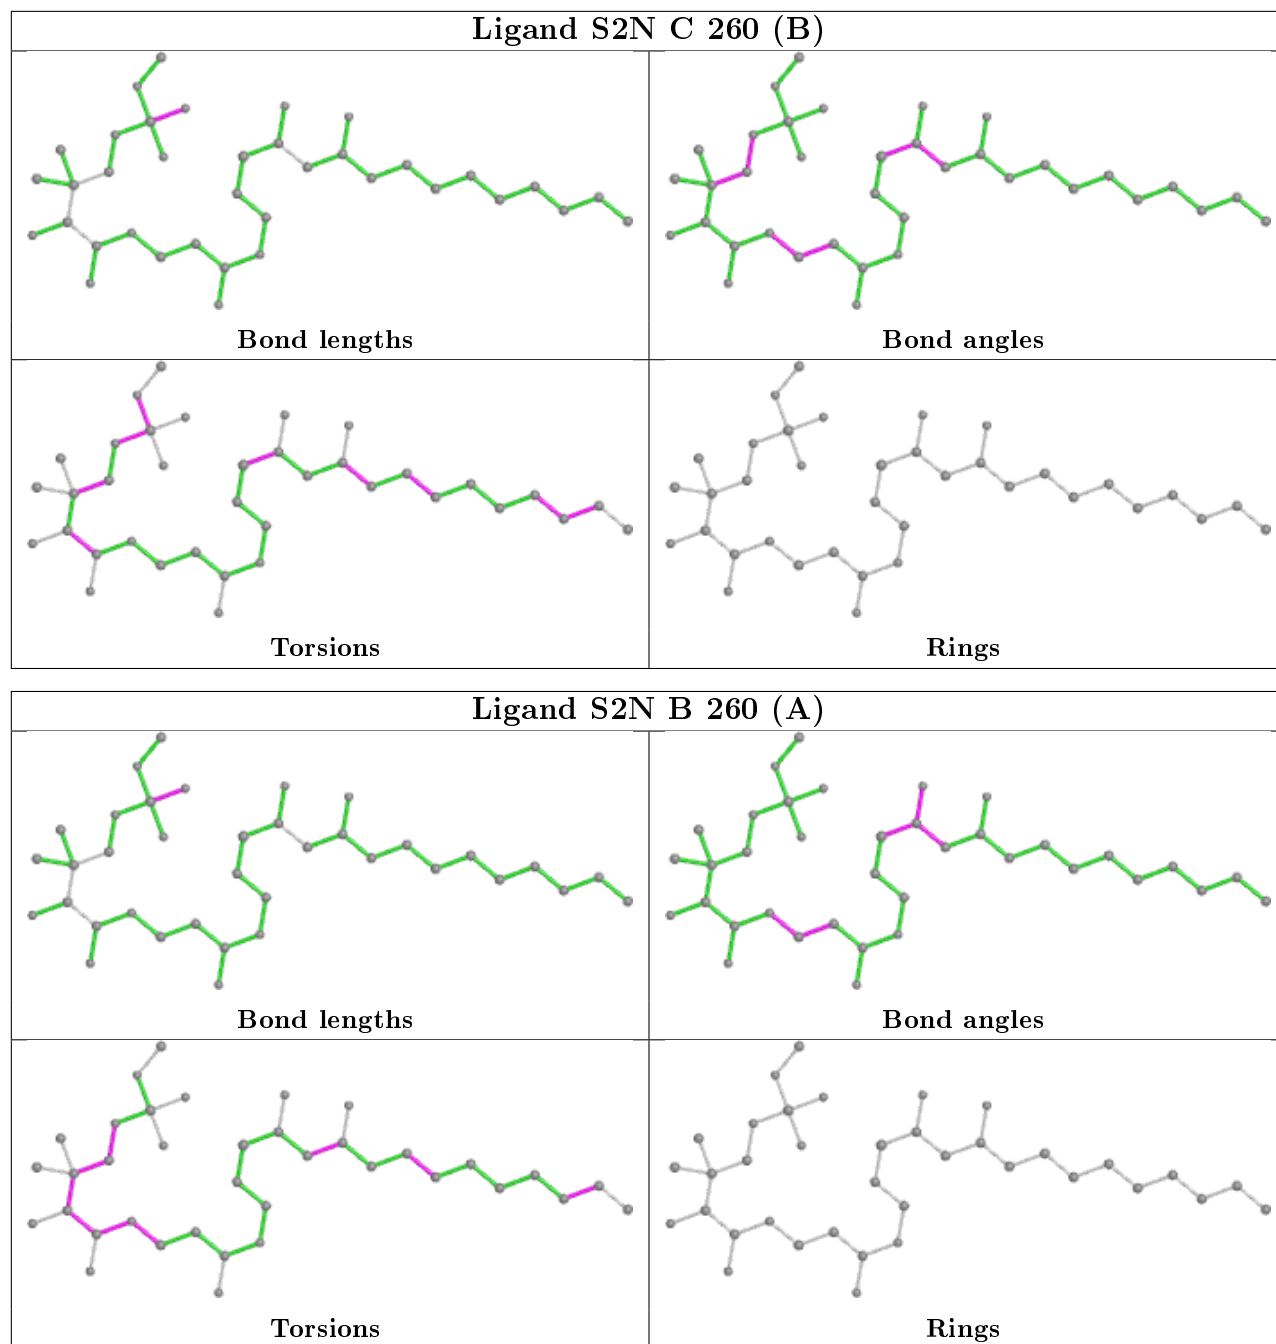 Ligand S2N C 260 (B)
Bond lengths
Bond angles
Torsions
Rings
Ligand S2N B 260 (A)
Bond lengths
Bond angles
Torsions
Rings